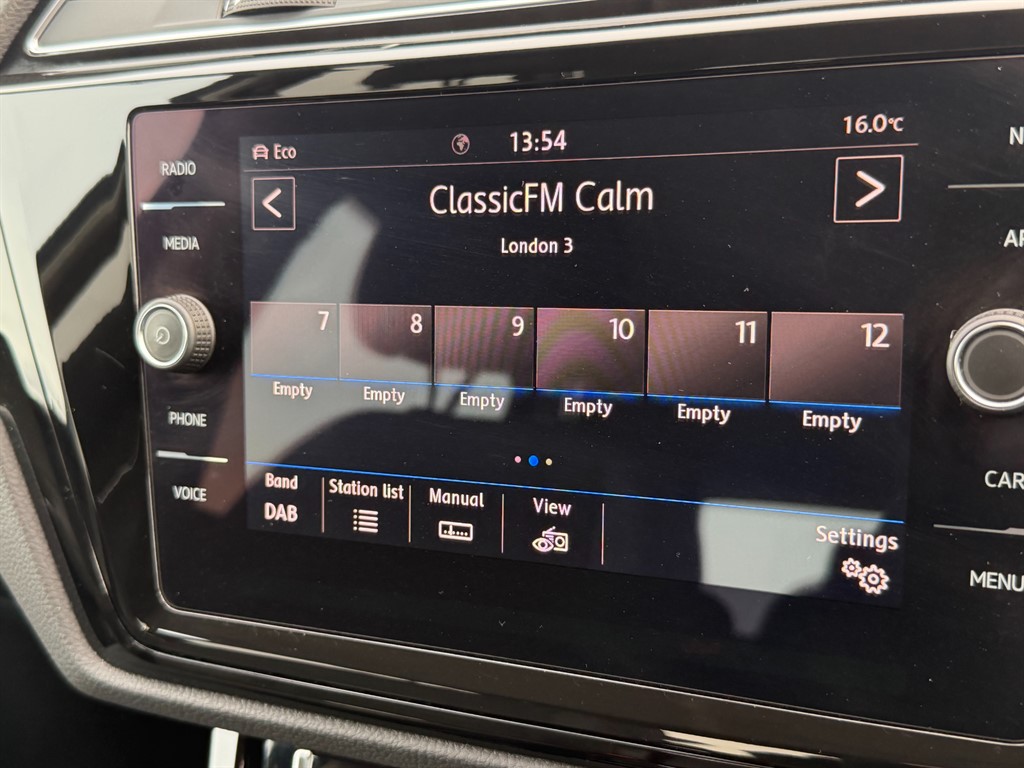 Eco
13:54
16.0°C
RADIO
MEDIA
PHONE
VOICE
<
ClassicFM Calm
>
London 3
7 8 9 10 11 12
Empty Empty Empty Empty Empty Empty
Band Station list Manual View Settings
DAB
CAR
MENU